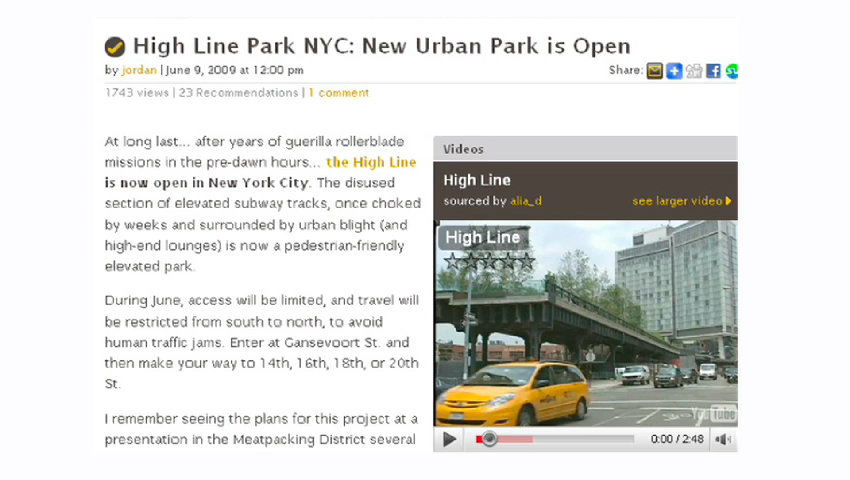 High Line Park NYC: New Urban Park is Open
by jordan | June 9, 2009 at 12:00 pm
Share:
1743 views | 23 Recommendations | 1 comment
At long last... after years of guerilla rollerblade
missions in the pre-dawn hours... the High Line
is now open in New York City. The disused
section of elevated subway tracks, once choked
by weeks and surrounded by urban blight (and
high-end lounges) is now a pedestrian-friendly
elevated park.
During June, access will be limited, and travel will
be restricted from south to north, to avoid
human traffic jams. Enter at Gansevoort St. and
then make your way to 14th, 16th, 18th, or 20th
St.
I remember seeing the plans for this project at a
presentation in the Meatpacking District several
Videos
High Line
sourced by alia_d
see larger video
High Line
YouTube
0:00 / 2:48